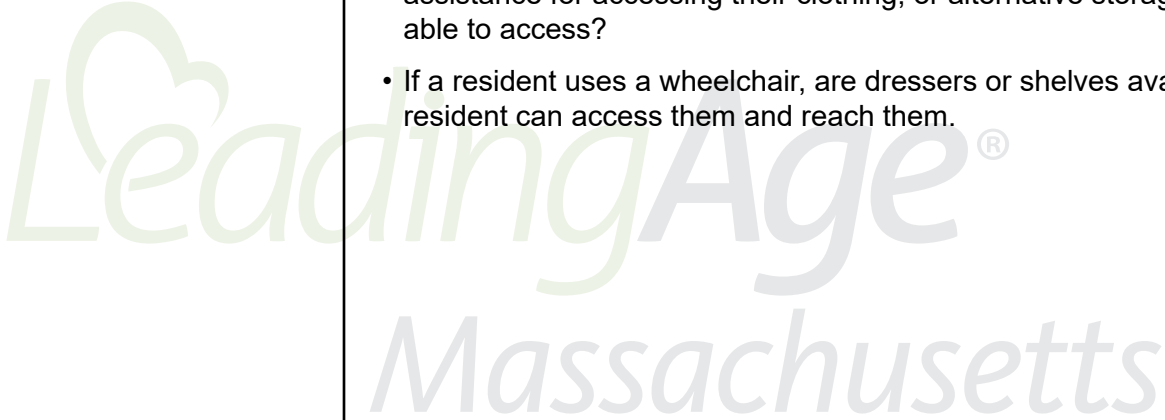 able to access?
• If a resident uses a wheelchair, are dressers or shelves
resident can access them and reach them.
LeadingAge®
Massachusetts